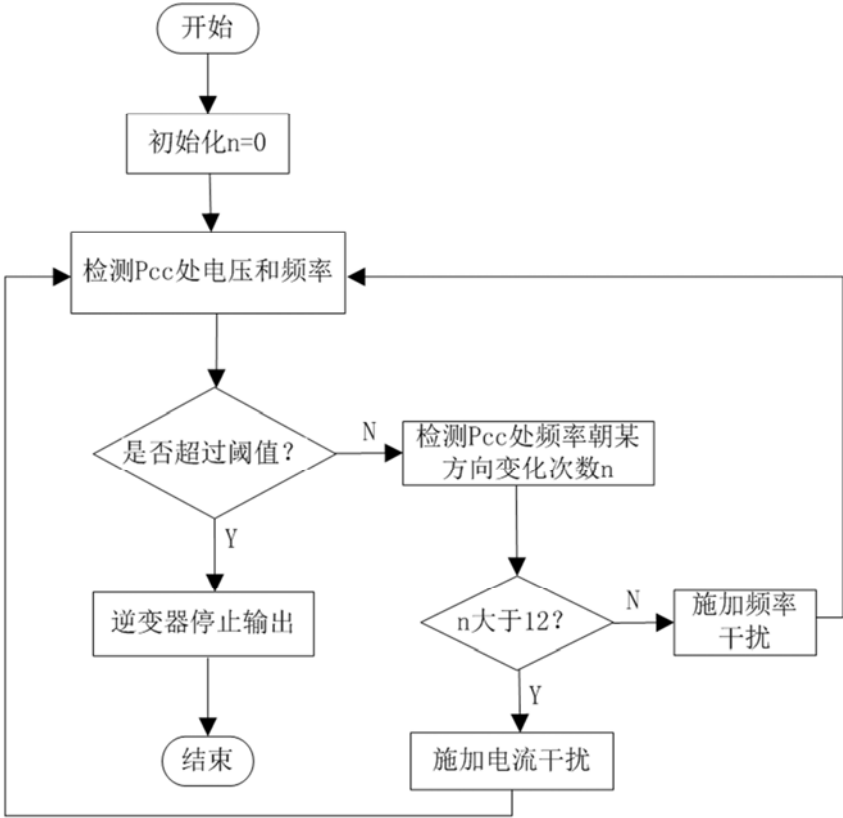 开始
初始化n=0
检测Pcc处电压和频率
是否超过阈值?
N
检测Pcc处频率朝某
方向变化次数n
Y
逆变器停止输出
n大于12?
N
施加频率
干扰
Y
结束
施加电流干扰